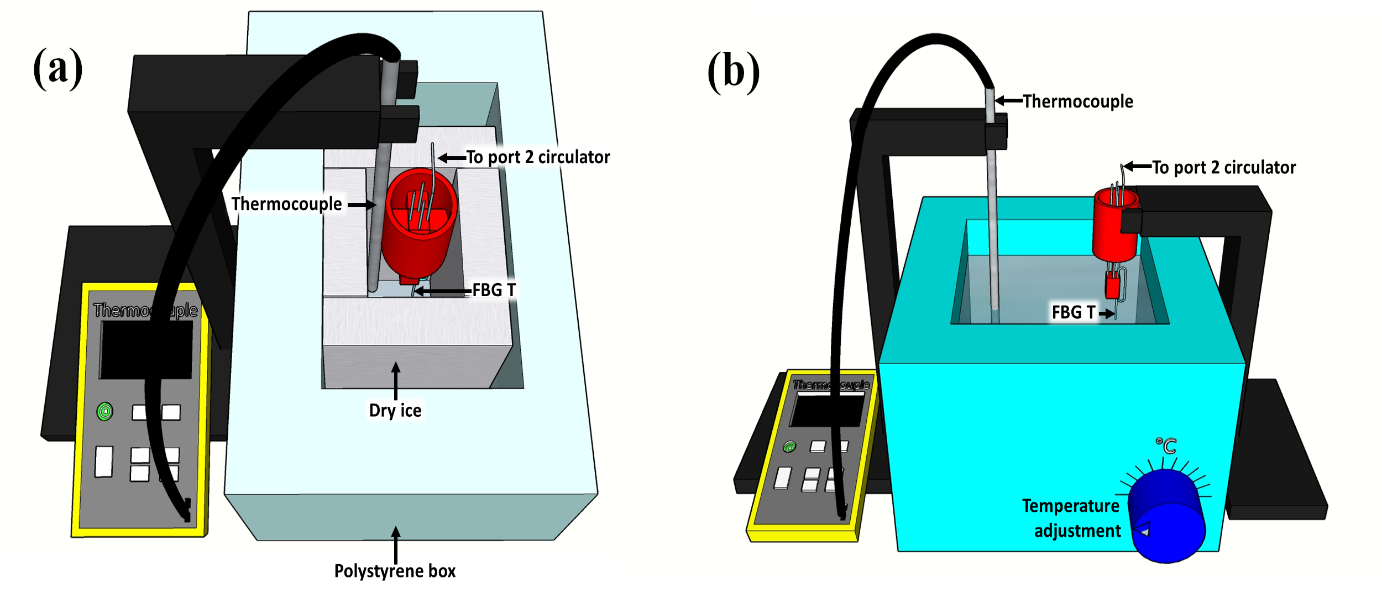 (a)
To port 2 circulator
Thermocouple
FBG T
Thermocouple
Dry ice
Polystyrene box
(b)
Thermocouple
To port 2 circulator
FBG T
Thermocouple
°C
Temperature
adjustment